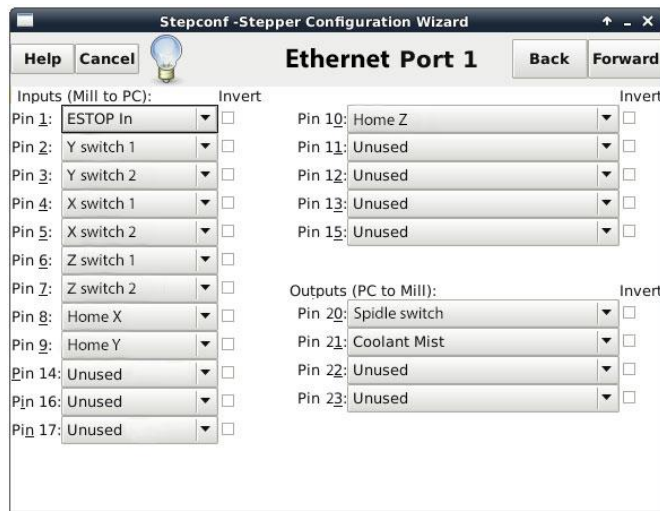 Stepconf -Stepper Configuration Wizard
Help Cancel Ethernet Port 1 Back Forward
Inputs (Mill to PC): Invert
Pin 1: ESTOP In
Pin 2: Y switch 1
Pin 3: Y switch 2
Pin 4: X switch 1
Pin 5: X switch 2
Pin 6: Z switch 1
Pin 7: Z switch 2
Pin 8: Home X
Pin 9: Home Y
Pin 14: Unused
Pin 16: Unused
Pin 17: Unused
Invert
Pin 10: Home Z
Pin 11: Unused
Pin 12: Unused
Pin 13: Unused
Pin 15: Unused
Outputs (PC to Mill): Invert
Pin 20: Spidle switch
Pin 21: Coolant Mist
Pin 22: Unused
Pin 23: Unused